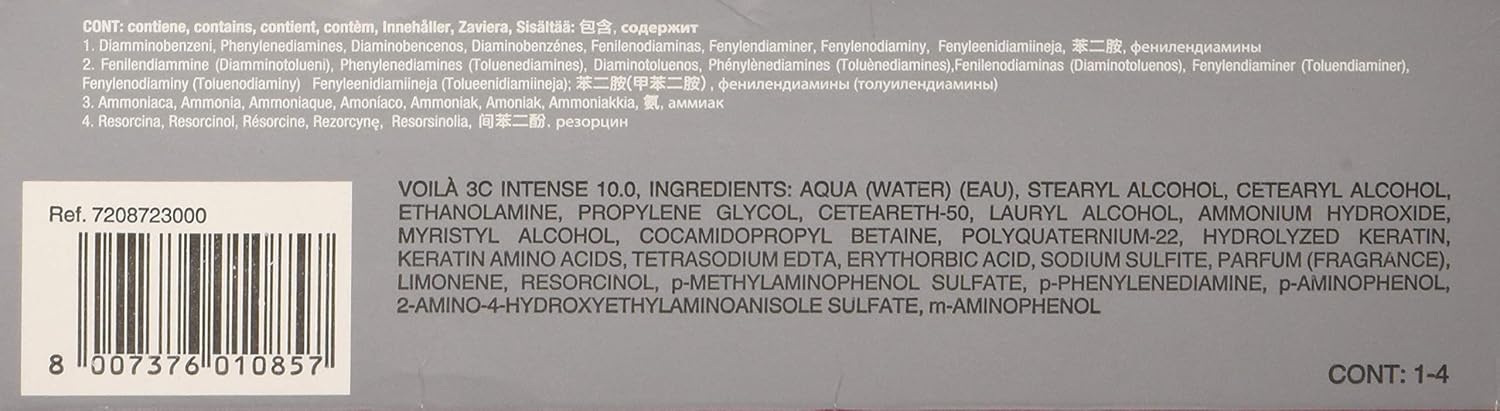 CONT: contiene, contains, contient, contèm, Innehåller, Zaviera, Sisältää: 包含, содержит
1. Diamminobenzeni, Phenylenediamines, Diaminobencenos, Diaminobenzénes, Fenilenodiaminas, Fenylendiaminer, Fenylenodiaminy, Fenyleenidiamiineja, 苯二胺, фенилендиамины
2. Fenilendiammine (Diamminotolueni), Phenylenediamines (Toluenediamines), Diaminotoluenos, Phénylènediamines (Toluènediamines),Fenilenodiaminas (Diaminotoluenos), Fenylendiaminer (Toluendiaminer),
Fenylenodiaminy (Toluenodiaminy) Fenyleenidiamiineja (Tolueenidiamiineja); 苯二胺(甲苯二胺) , фенилендиамины (толуилендиамины)
3. Ammoniaca, Ammonia, Ammoniaque, Amoníaco, Ammoniak, Amoniak, Ammoniakkia, 氨, аммиак
4. Resorcina, Resorcinol, Résorcine, Rezorcynę, Resorsinolia, 间苯二酚, резорцин
Ref. 7208723000
8 007376 010857
VOILÀ 3C INTENSE 10.0, INGREDIENTS: AQUA (WATER) (EAU), STEARYL ALCOHOL, CETEARYL ALCOHOL,
ETHANOLAMINE, PROPYLENE GLYCOL, CETEARETH-50, LAURYL ALCOHOL, AMMONIUM HYDROXIDE,
MYRISTYL ALCOHOL, COCAMIDOPROPYL BETAINE, POLYQUATERNIUM-22, HYDROLYZED KERATIN,
KERATIN AMINO ACIDS, TETRASODIUM EDTA, ERYTHORBIC ACID, SODIUM SULFITE, PARFUM (FRAGRANCE),
LIMONENE, RESORCINOL, p-METHYLAMINOPHENOL SULFATE, p-PHENYLENEDIAMINE, p-AMINOPHENOL,
2-AMINO-4-HYDROXYETHYLAMINOANISOLE SULFATE, m-AMINOPHENOL
CONT: 1-4